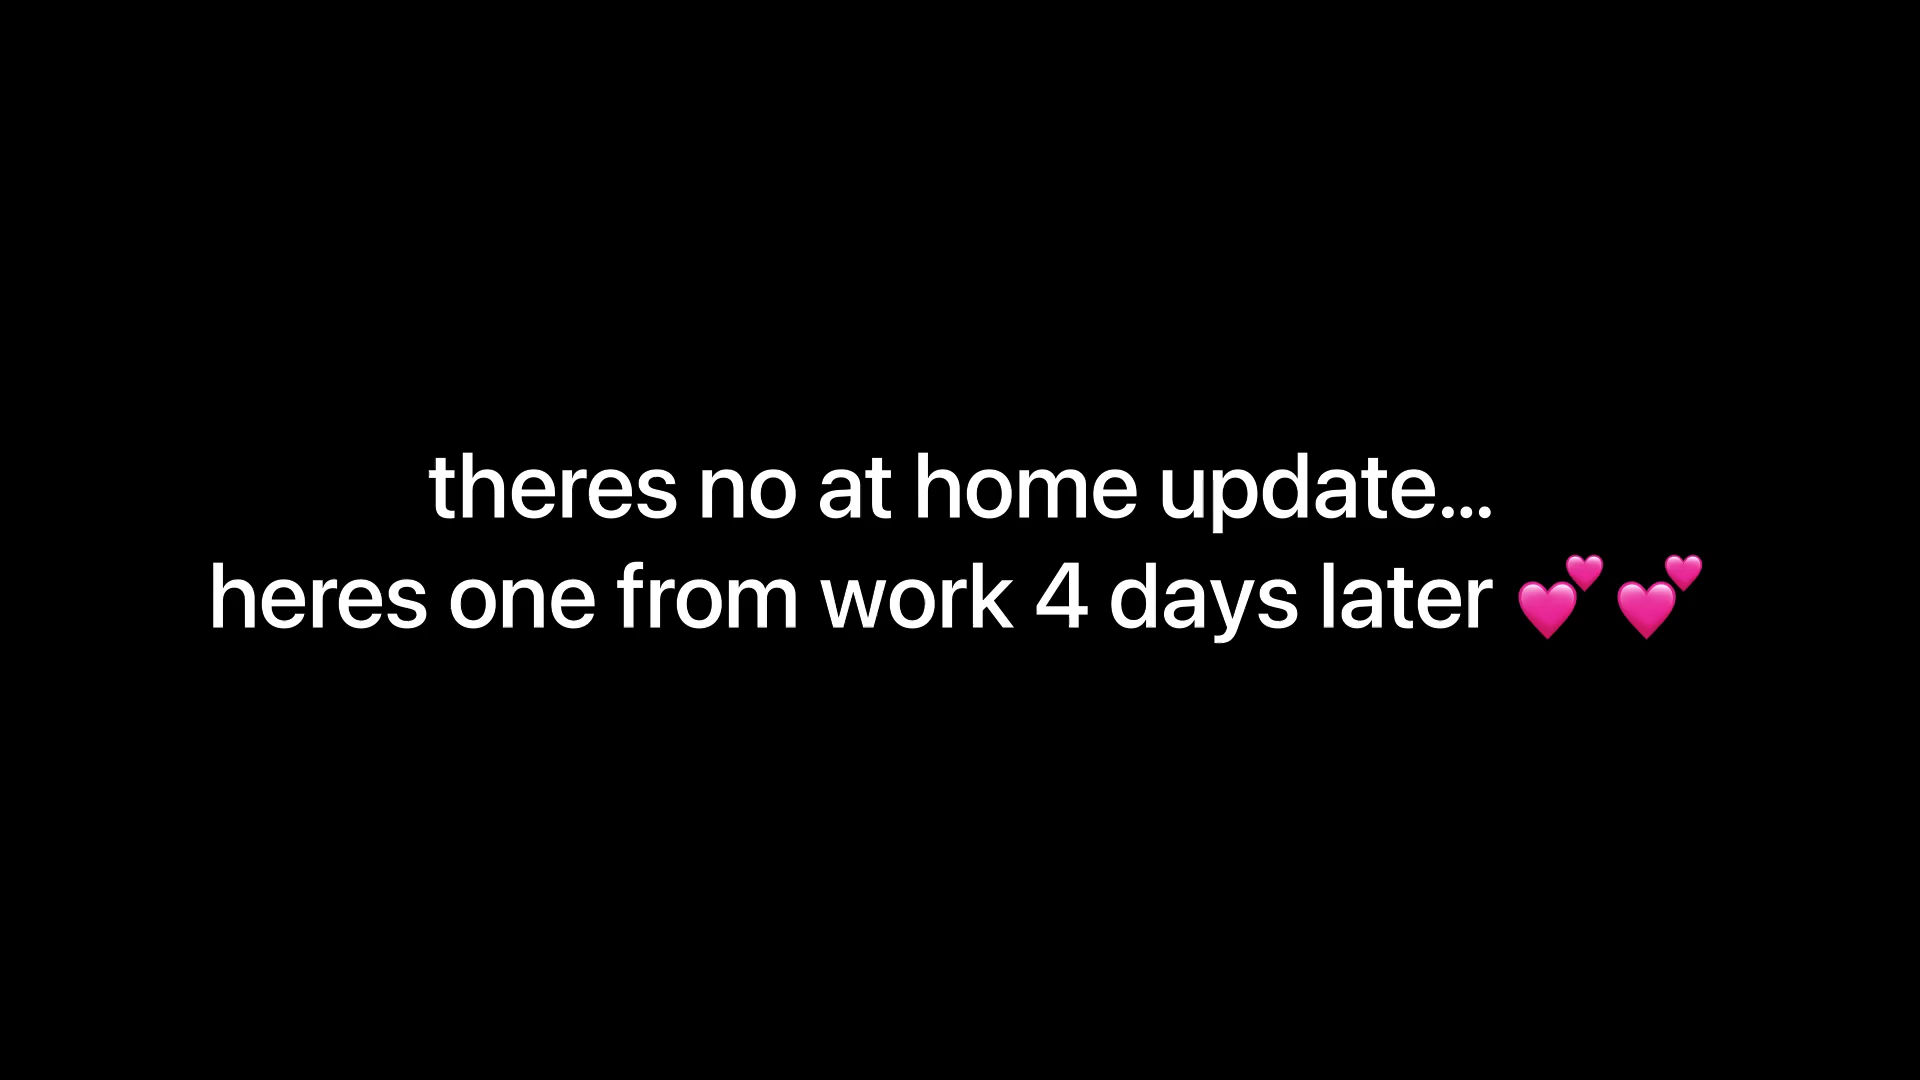 theres no at home update...
heres one from work 4 days later 💕💕